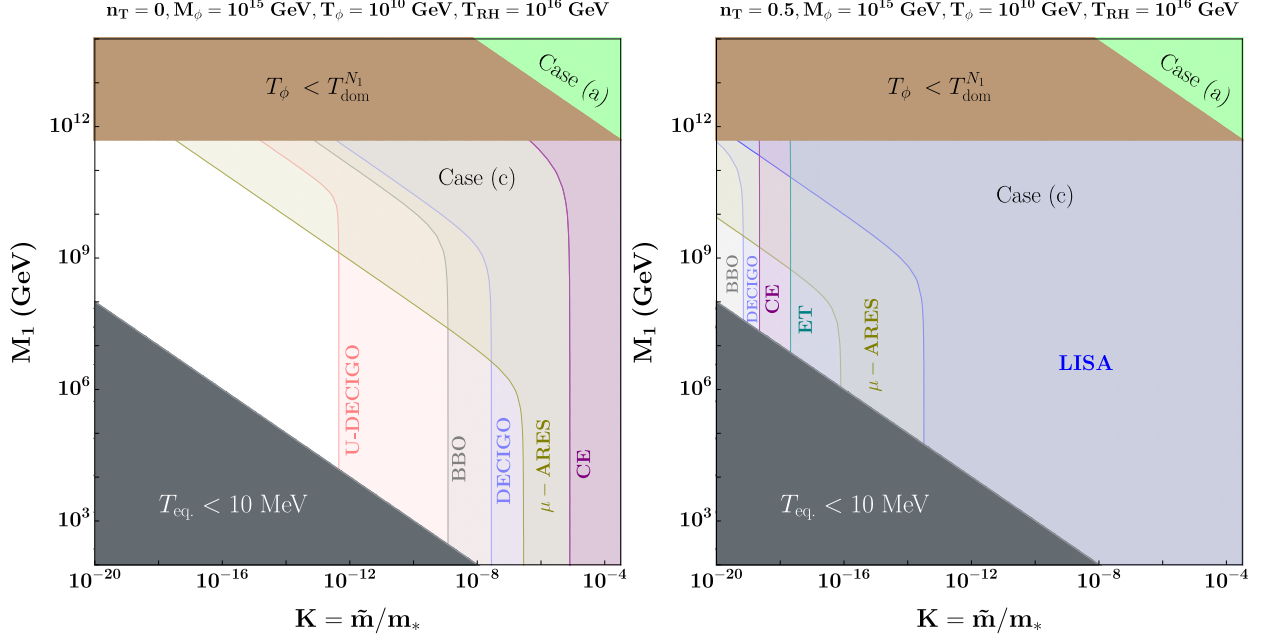 n_T = 0, M_ϕ = 10^15 GeV, T_ϕ = 10^10 GeV, T_RH = 10^16 GeV
Case (a)
T_ϕ < T_dom^{N_1}
Case (c)
10^12
10^9
10^6
10^3
M_1 (GeV)
U-DECIGO
BBO
DECIGO
μ − ARES
CE
T_eq. < 10 MeV
10^−20
10^−16
10^−12
10^−8
10^−4
K = m̃/m_*
n_T = 0.5, M_ϕ = 10^15 GeV, T_ϕ = 10^10 GeV, T_RH = 10^16 GeV
Case (a)
T_ϕ < T_dom^{N_1}
Case (c)
10^12
10^9
10^6
10^3
M_1 (GeV)
BBO
DECIGO
CE
ET
μ − ARES
LISA
T_eq. < 10 MeV
10^−20
10^−16
10^−12
10^−8
10^−4
K = m̃/m_*